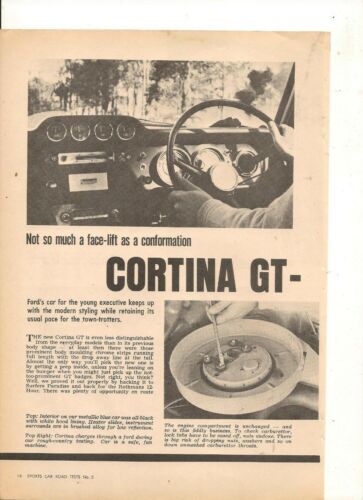 Not so much a face-lift as a conformation
CORTINA GT-
Ford's car for the young executive keeps up
with the modern styling while retaining its
usual pace for the town-trotters.
THE new Cortina GT is even less distinguishable
from the everyday models than in its previous
body shape — at least then there were those
prominent body moulding chrome strips running
full length with the drop away line at the tail.
Almost the only way you'll pick the new one is
by getting a peep inside, unless you're leaning on
the bonnet when you might just pick up the not-
too-prominent GT badges. Not right, you think?
Well, we proved it out properly by hacking it to
Surfers Paradise and back for the Rothmans 12-
Hour. There was plenty of opportunity en route
Top: Interior on our metallic blue car was all-black
with white hood lining. Heater slides, instrument
surrounds are in brushed alloy for low reflection.
Top Right: Cortina charges through a ford during
our rough-country testing. Car is a safe, fun
machine.
The engine compartment is unchanged — and
so is this fiddly business. To check carburettor,
lock tabs have to be eased off, nuts undone. There
is big risk of dropping nuts, washers and so on
down unmasked carburettor throats.
14 SPORTS CAR ROAD TESTS No. 2